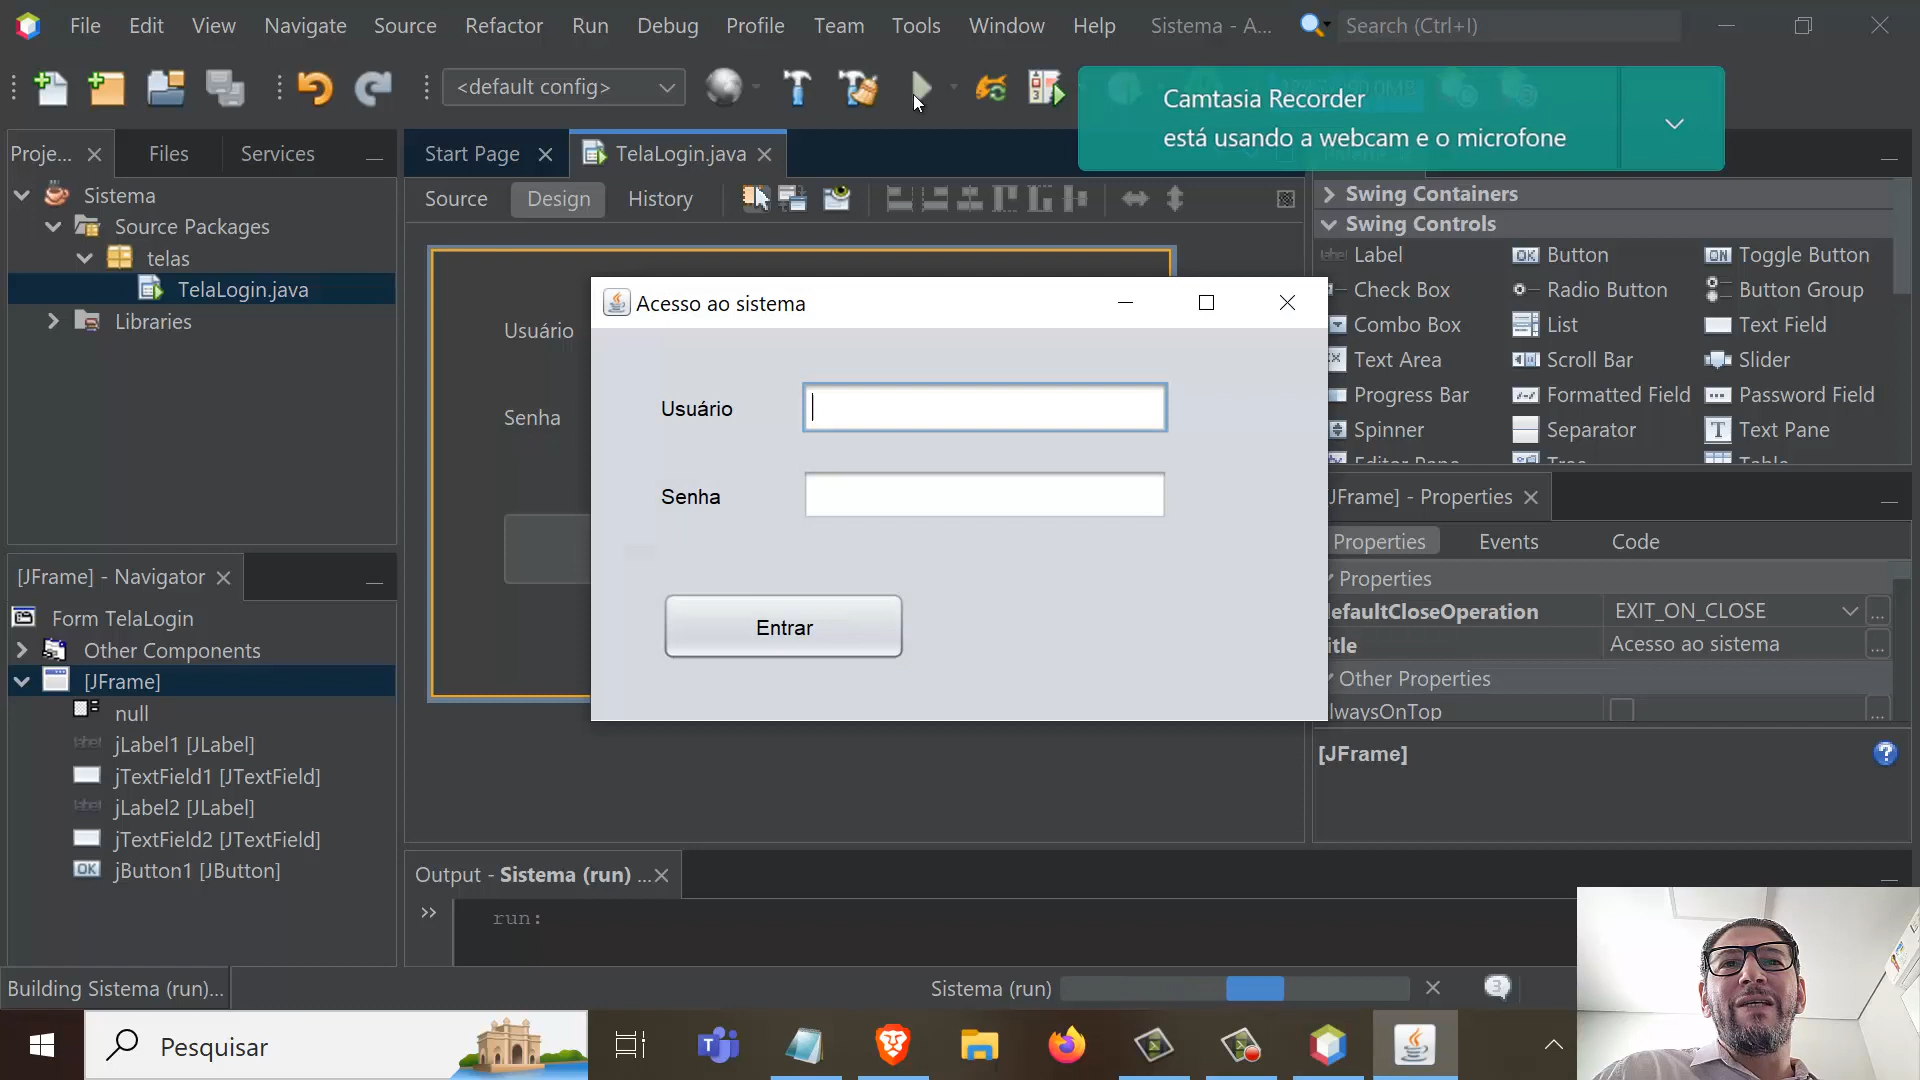 File Edit View Navigate Source Refactor Run Debug Profile Team Tools Window Help Sistema - A... Search (Ctrl+I)
<default config>
Camtasia Recorder
está usando a webcam e o microfone
Proje... Files Services
Start Page TelaLogin.java
Source Design History
Sistema
Source Packages
telas
TelaLogin.java
Libraries
Swing Containers
Swing Controls
Label Button Toggle Button
Check Box Radio Button Button Group
Combo Box List Text Field
Text Area Scroll Bar Slider
Progress Bar Formatted Field Password Field
Spinner Separator Text Pane
Usuário
Senha
Acesso ao sistema
Usuário
Senha
Entrar
[JFrame] - Navigator
Form TelaLogin
Other Components
[JFrame]
null
jLabel1 [JLabel]
jTextField1 [JTextField]
jLabel2 [JLabel]
jTextField2 [JTextField]
jButton1 [JButton]
JFrame] - Properties
Properties Events Code
Properties
efaultCloseOperation EXIT_ON_CLOSE ...
itle Acesso ao sistema ...
Other Properties
lwaysOnTop ...
[JFrame]
Output - Sistema (run) ...
run:
Building Sistema (run)...
Sistema (run)
3
Pesquisar